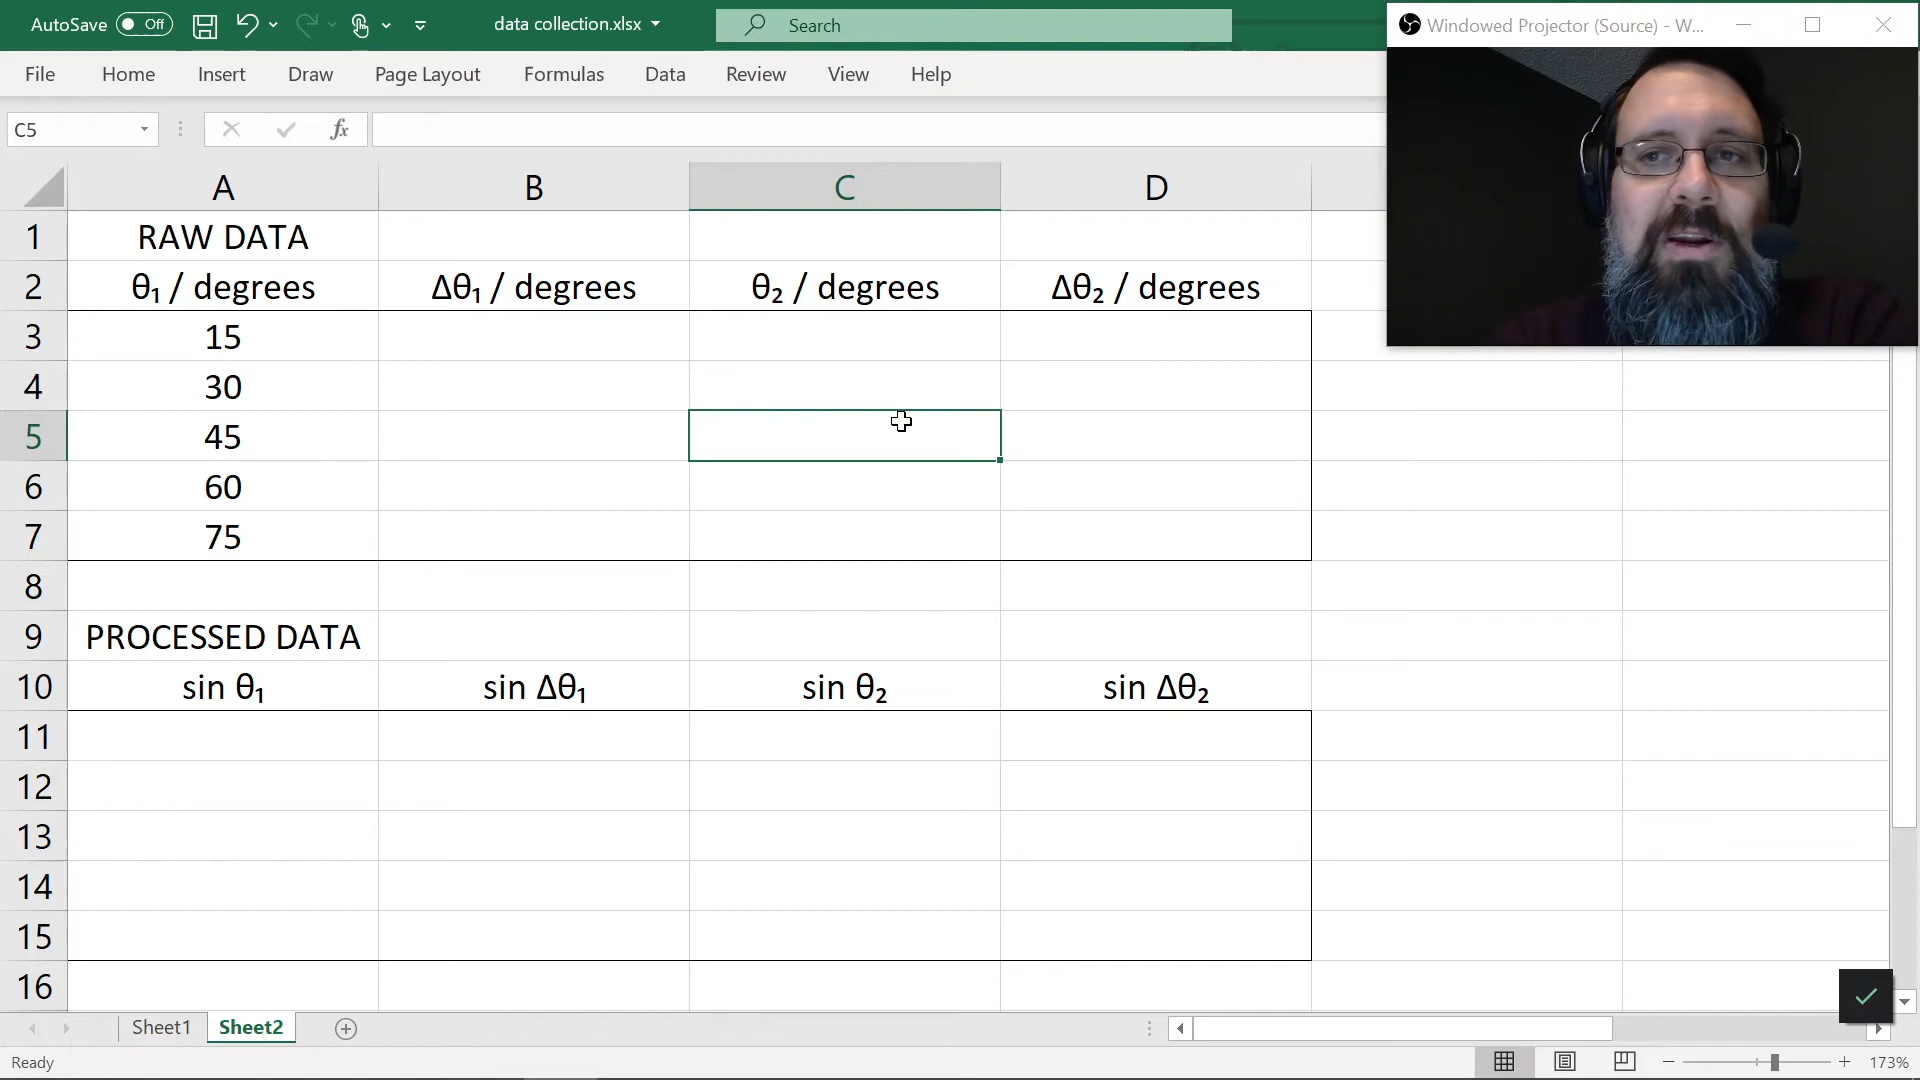 AutoSave Off data collection.xlsx Search
Windowed Projector (Source) - W...
File Home Insert Draw Page Layout Formulas Data Review View Help
C5 fx
A B C D
1 RAW DATA
2 θ₁ / degrees Δθ₁ / degrees θ₂ / degrees Δθ₂ / degrees
3 15
4 30
5 45
6 60
7 75
8
9 PROCESSED DATA
10 sin θ₁ sin Δθ₁ sin θ₂ sin Δθ₂
11
12
13
14
15
16
Sheet1 Sheet2
Ready 173%